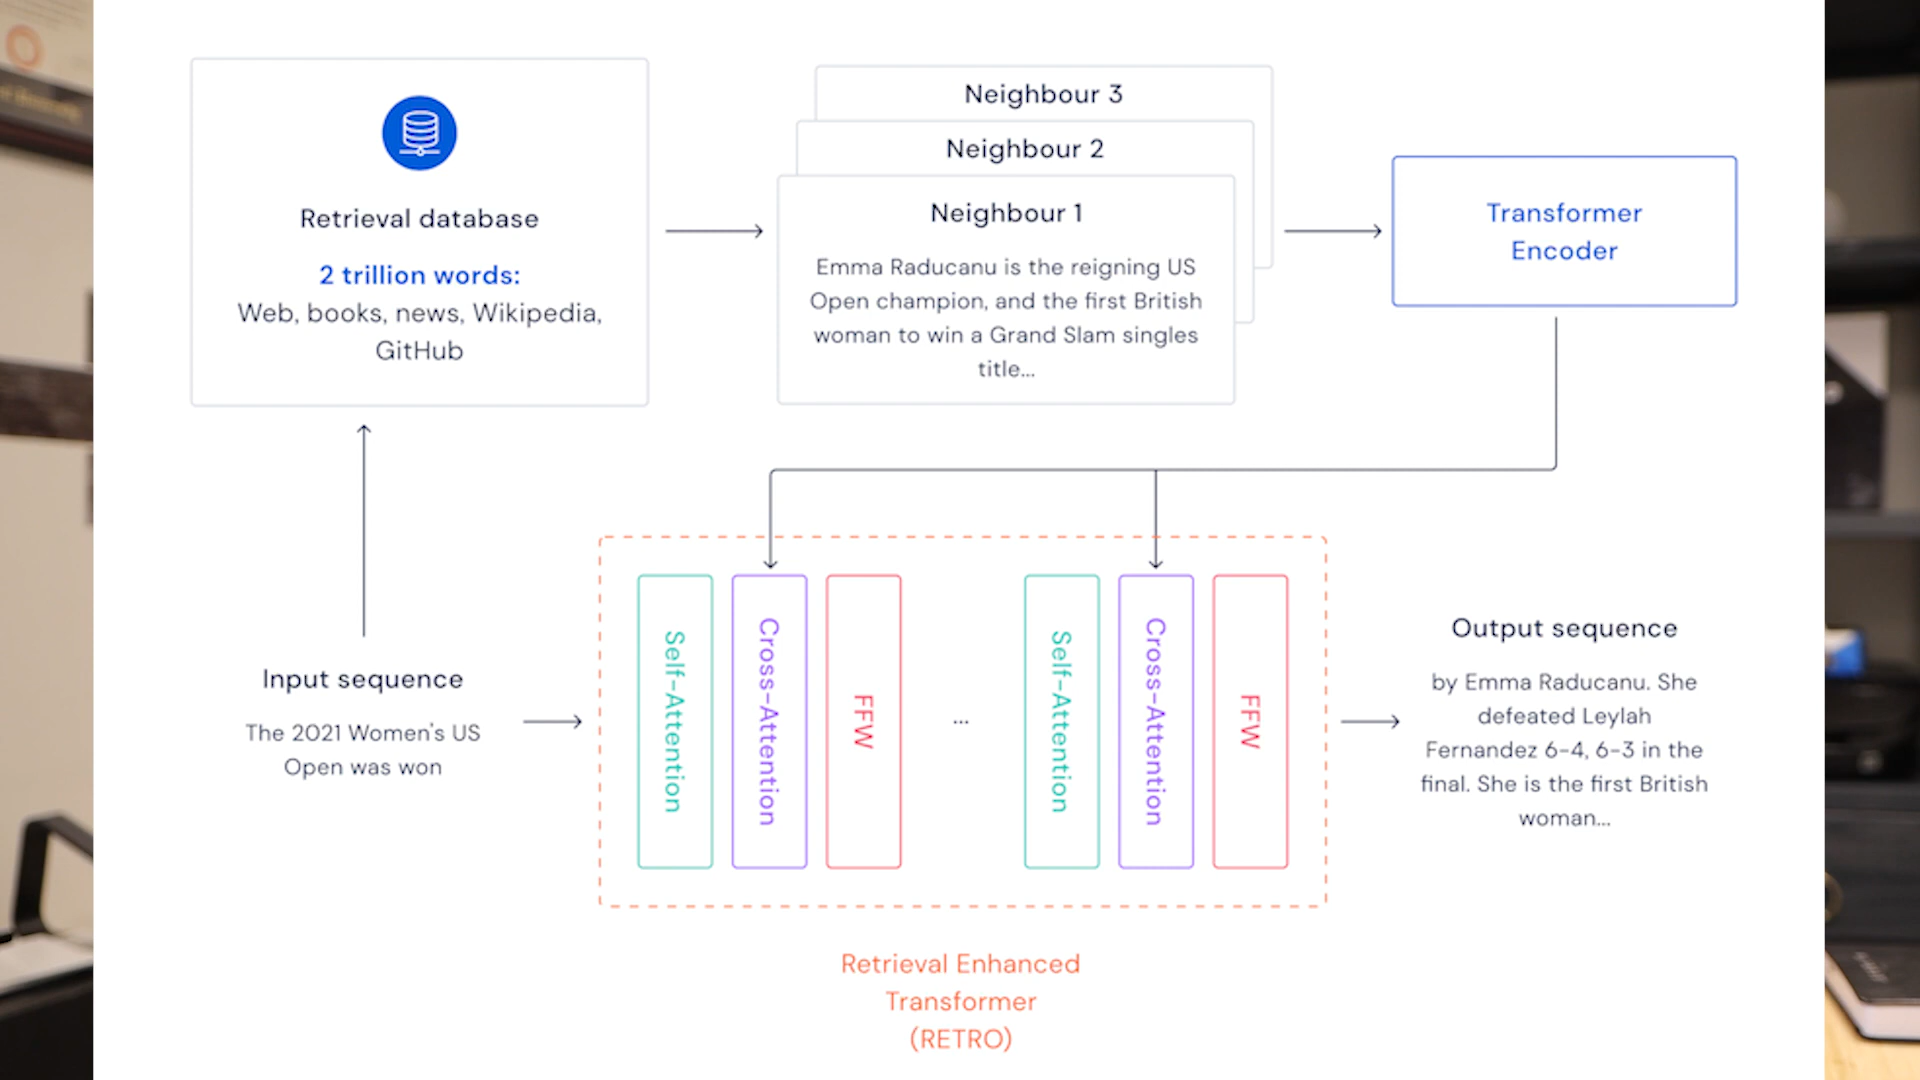 Retrieval database
2 trillion words:
Web, books, news, Wikipedia,
GitHub
Neighbour 3
Neighbour 2
Neighbour 1
Emma Raducanu is the reigning US
Open champion, and the first British
woman to win a Grand Slam singles
title...
Transformer
Encoder
Input sequence
The 2021 Women's US
Open was won
Self-Attention
Cross-Attention
FFW
...
Self-Attention
Cross-Attention
FFW
Output sequence
by Emma Raducanu. She
defeated Leylah
Fernandez 6-4, 6-3 in the
final. She is the first British
woman...
Retrieval Enhanced
Transformer
(RETRO)